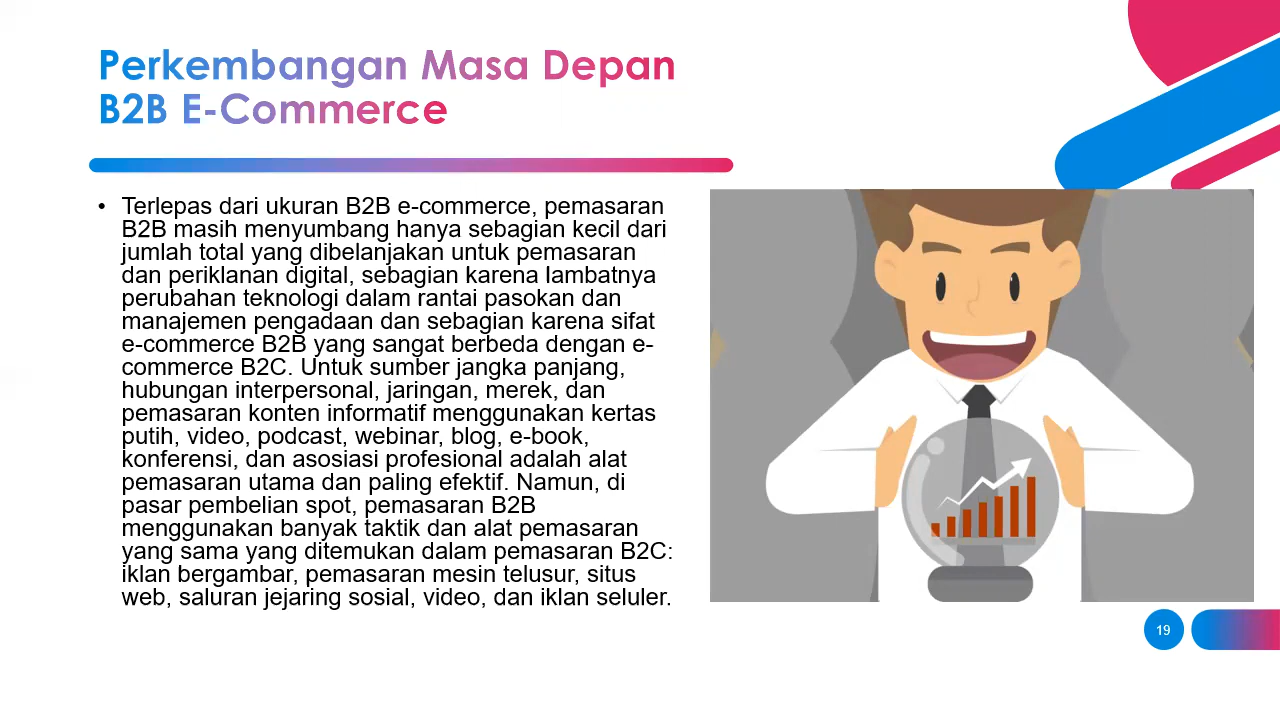 Perkembangan Masa Depan
B2B E-Commerce
• Terlepas dari ukuran B2B e-commerce, pemasaran
B2B masih menyumbang hanya sebagian kecil dari
jumlah total yang dibelanjakan untuk pemasaran
dan periklanan digital, sebagian karena lambatnya
perubahan teknologi dalam rantai pasokan dan
manajemen pengadaan dan sebagian karena sifat
e-commerce B2B yang sangat berbeda dengan e-
commerce B2C. Untuk sumber jangka panjang,
hubungan interpersonal, jaringan, merek, dan
pemasaran konten informatif menggunakan kertas
putih, video, podcast, webinar, blog, e-book,
konferensi, dan asosiasi profesional adalah alat
pemasaran utama dan paling efektif. Namun, di
pasar pembelian spot, pemasaran B2B
menggunakan banyak taktik dan alat pemasaran
yang sama yang ditemukan dalam pemasaran B2C:
iklan bergambar, pemasaran mesin telusur, situs
web, saluran jejaring sosial, video, dan iklan seluler.
19